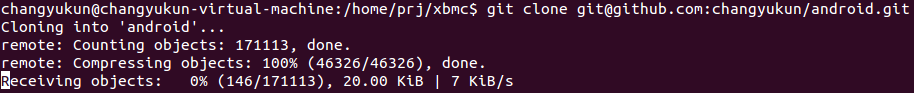 changyukun@changyukun-virtual-machine:/home/prj/xbmc$ git clone git@github.com:changyukun/android.git
Cloning into 'android'...
remote: Counting objects: 171113, done.
remote: Compressing objects: 100% (46326/46326), done.
Receiving objects:   0% (146/171113), 20.00 KiB | 7 KiB/s